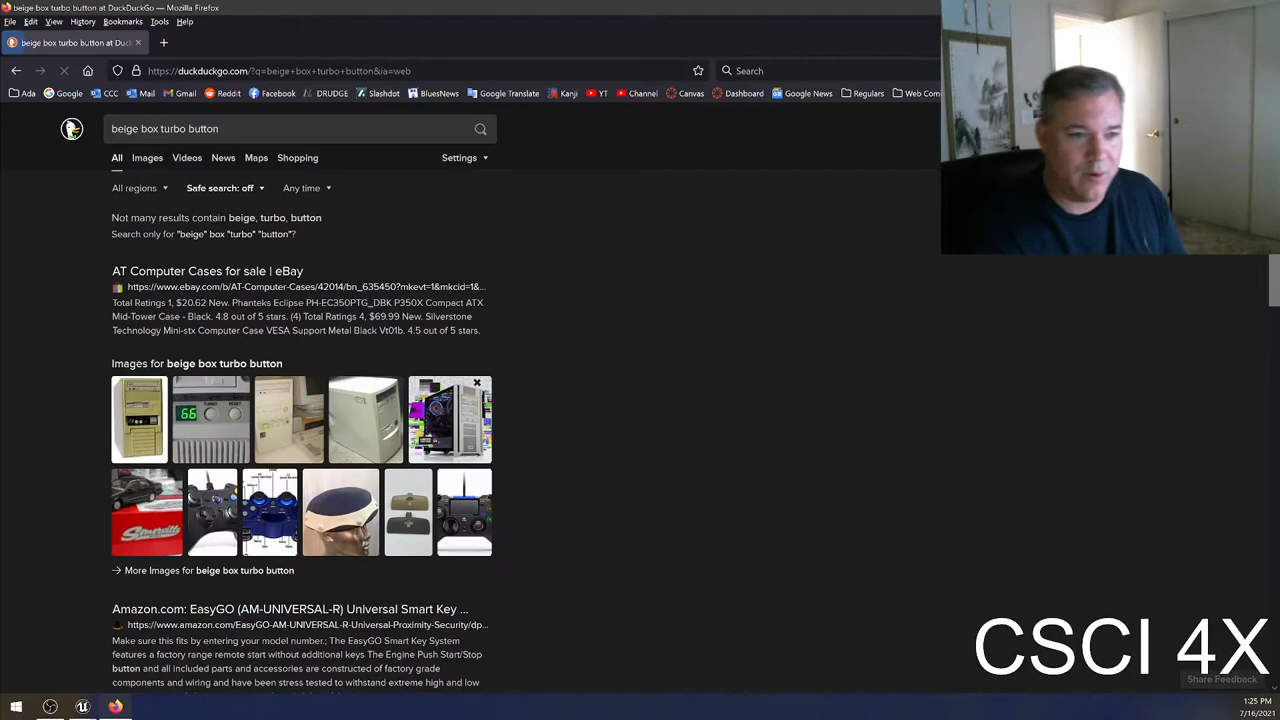 beige box turbo button at DuckDuckGo — Mozilla Firefox
File Edit View History Bookmarks Tools Help
beige box turbo button at Duck
https://duckduckgo.com/?q=beige+box+turbo+button&ia=web
Search
Ada Google CCC Mail Gmail Reddit Facebook DRUDGE Slashdot BluesNews Google Translate Kanji YT Channel Canvas Dashboard Google News Regulars Web Com
beige box turbo button
All Images Videos News Maps Shopping Settings
All regions Safe search: off Any time
Not many results contain beige, turbo, button
Search only for "beige" box "turbo" "button"?
AT Computer Cases for sale | eBay
https://www.ebay.com/b/AT-Computer-Cases/42014/bn_635450?mkevt=1&mkcid=1&...
Total Ratings 1, $20.62 New. Phanteks Eclipse PH-EC350PTG_DBK P350X Compact ATX
Mid-Tower Case - Black. 4.8 out of 5 stars. (4) Total Ratings 4, $69.99 New. Silverstone
Technology Mini-stx Computer Case VESA Support Metal Black Vt01b. 4.5 out of 5 stars.
Images for beige box turbo button
66 TURBO RESET
→ More Images for beige box turbo button
Amazon.com: EasyGO (AM-UNIVERSAL-R) Universal Smart Key ...
https://www.amazon.com/EasyGO-AM-UNIVERSAL-R-Universal-Proximity-Security/dp...
Make sure this fits by entering your model number.; The EasyGO Smart Key System
features a factory range remote start without additional keys The Engine Push Start/Stop
button and all included parts and accessories are constructed of factory grade
components and wiring and have been stress tested to withstand extreme high and low
CSCI 4X
Share Feedback
1:25 PM
7/16/2021